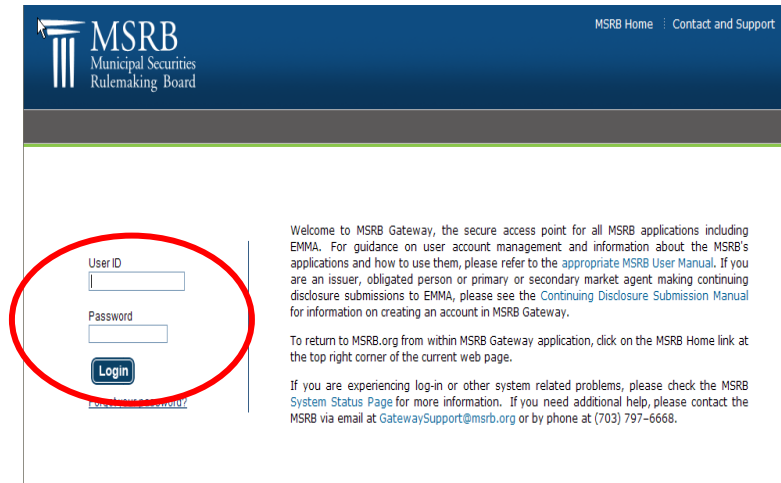 MSRB Home
Contact and Support
MSRB
Municipal Securities
Rulemaking Board
User ID
Password
Login
Forgot your password?
Welcome to MSRB Gateway, the secure access point for all MSRB applications including
EMMA. For guidance on user account management and information about the MSRB's
applications and how to use them, please refer to the appropriate MSRB User Manual. If you
are an issuer, obligated person or primary or secondary market agent making continuing
disclosure submissions to EMMA, please see the Continuing Disclosure Submission Manual
for information on creating an account in MSRB Gateway.
To return to MSRB.org from within MSRB Gateway application, click on the MSRB Home link at
the top right corner of the current web page.
If you are experiencing log-in or other system related problems, please check the MSRB
System Status Page for more information. If you need additional help, please contact the
MSRB via email at GatewaySupport@msrb.org or by phone at (703) 797-6668.